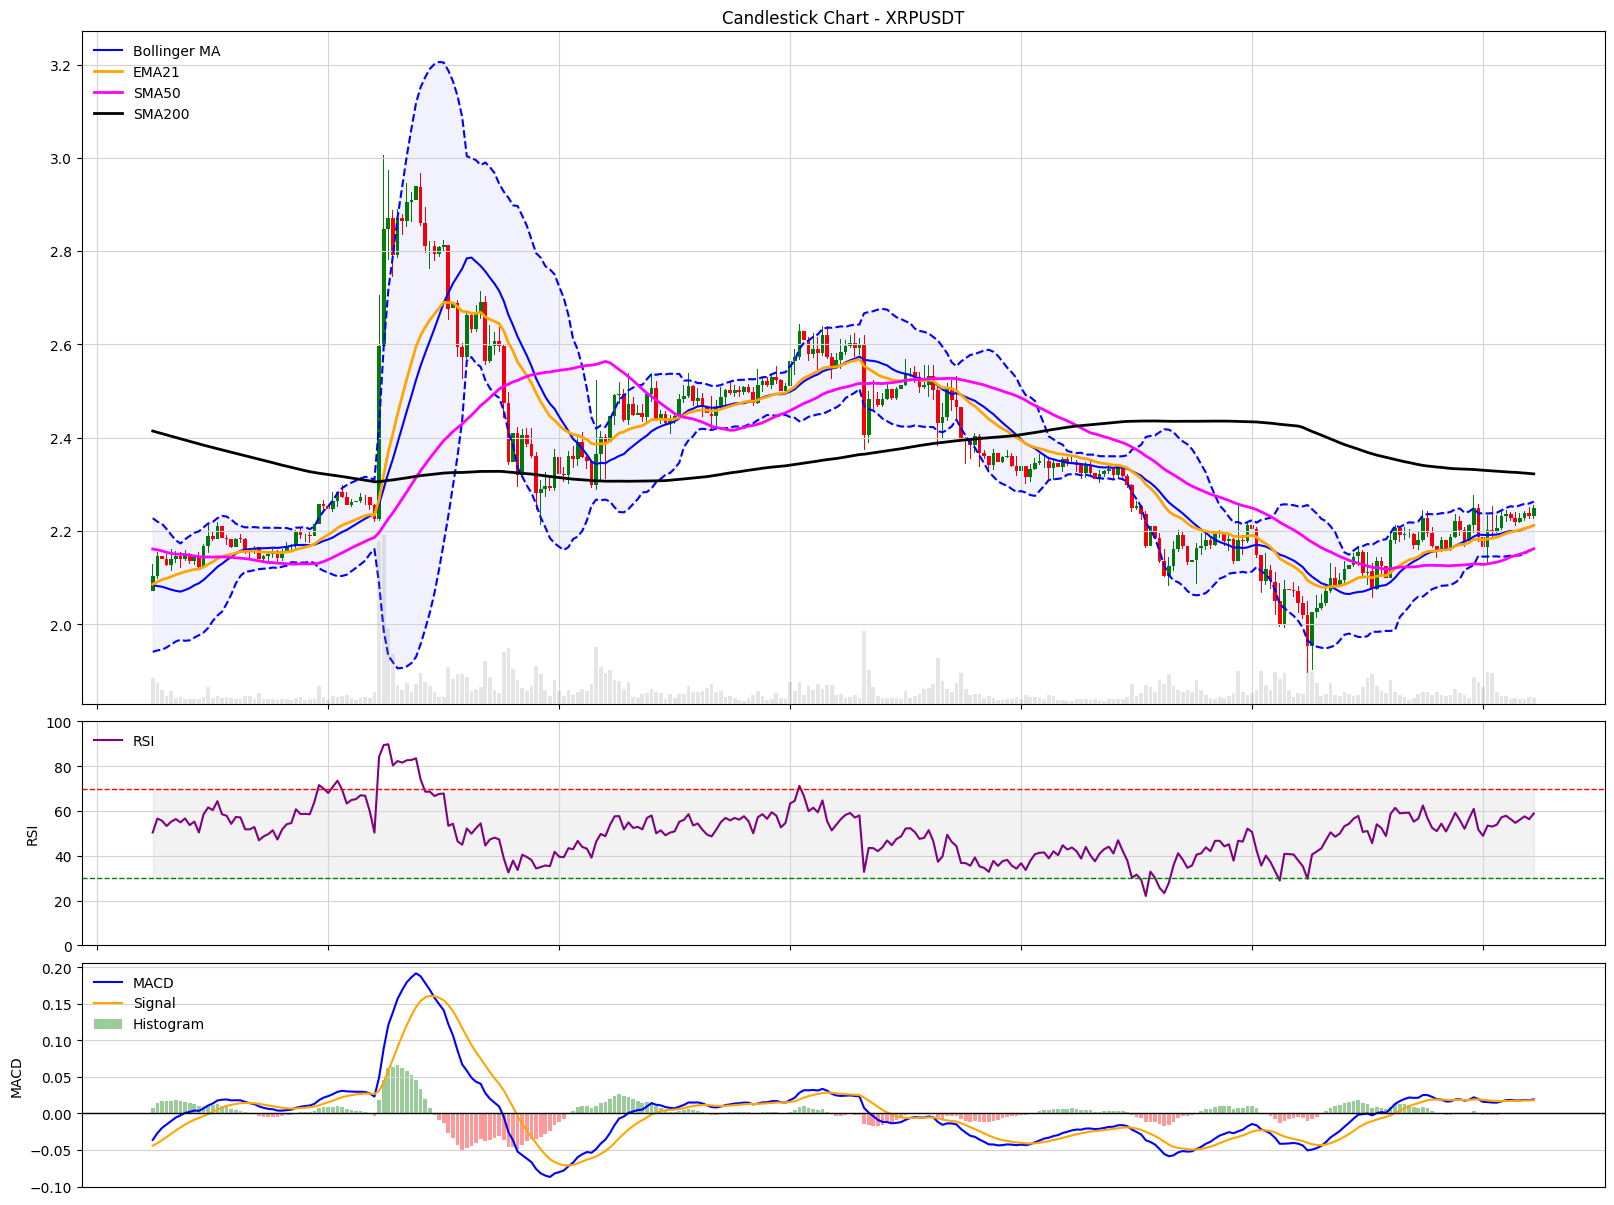 Candlestick Chart - XRPUSDT
Bollinger MA
EMA21
SMA50
SMA200
3.2
3.0
2.8
2.6
2.4
2.2
2.0
RSI
RSI
100
80
60
40
20
0
MACD
Signal
Histogram
MACD
0.20
0.15
0.10
0.05
0.00
−0.05
−0.10